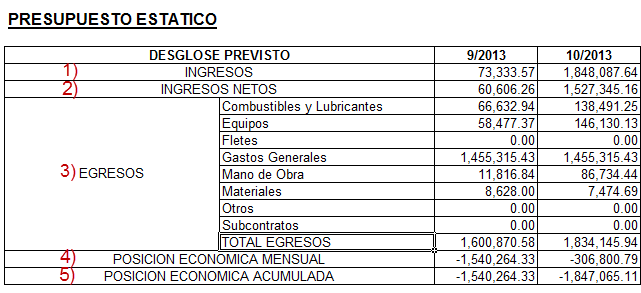 PRESUPUESTO ESTATICO
DESGLOSE PREVISTO 9/2013 10/2013
1) INGRESOS 73,333.57 1,848,087.64
2) INGRESOS NETOS 60,606.26 1,527,345.16
Combustibles y Lubricantes 66,632.94 138,491.25
Equipos 58,477.37 146,130.13
Fletes 0.00 0.00
Gastos Generales 1,455,315.43 1,455,315.43
3) EGRESOS Mano de Obra 11,816.84 86,734.44
Materiales 8,628.00 7,474.69
Otros 0.00 0.00
Subcontratos 0.00 0.00
TOTAL EGRESOS 1,600,870.58 1,834,145.94
4) POSICION ECONOMICA MENSUAL -1,540,264.33 -306,800.79
5) POSICION ECONOMICA ACUMULADA -1,540,264.33 -1,847,065.11